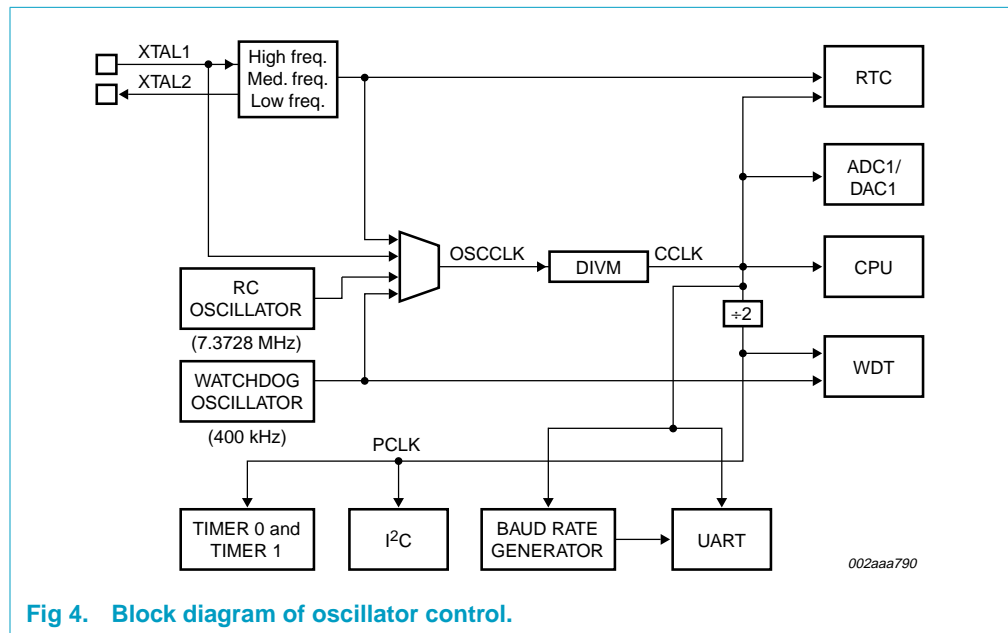 XTAL1
XTAL2
High freq.
Med. freq.
Low freq.
RTC
ADC1/
DAC1
OSCCLK
DIVM
CCLK
CPU
RC
OSCILLATOR
(7.3728 MHz)
÷2
WDT
WATCHDOG
OSCILLATOR
(400 kHz)
PCLK
TIMER 0 and
TIMER 1
I²C
BAUD RATE
GENERATOR
UART
002aaa790
Fig 4. Block diagram of oscillator control.